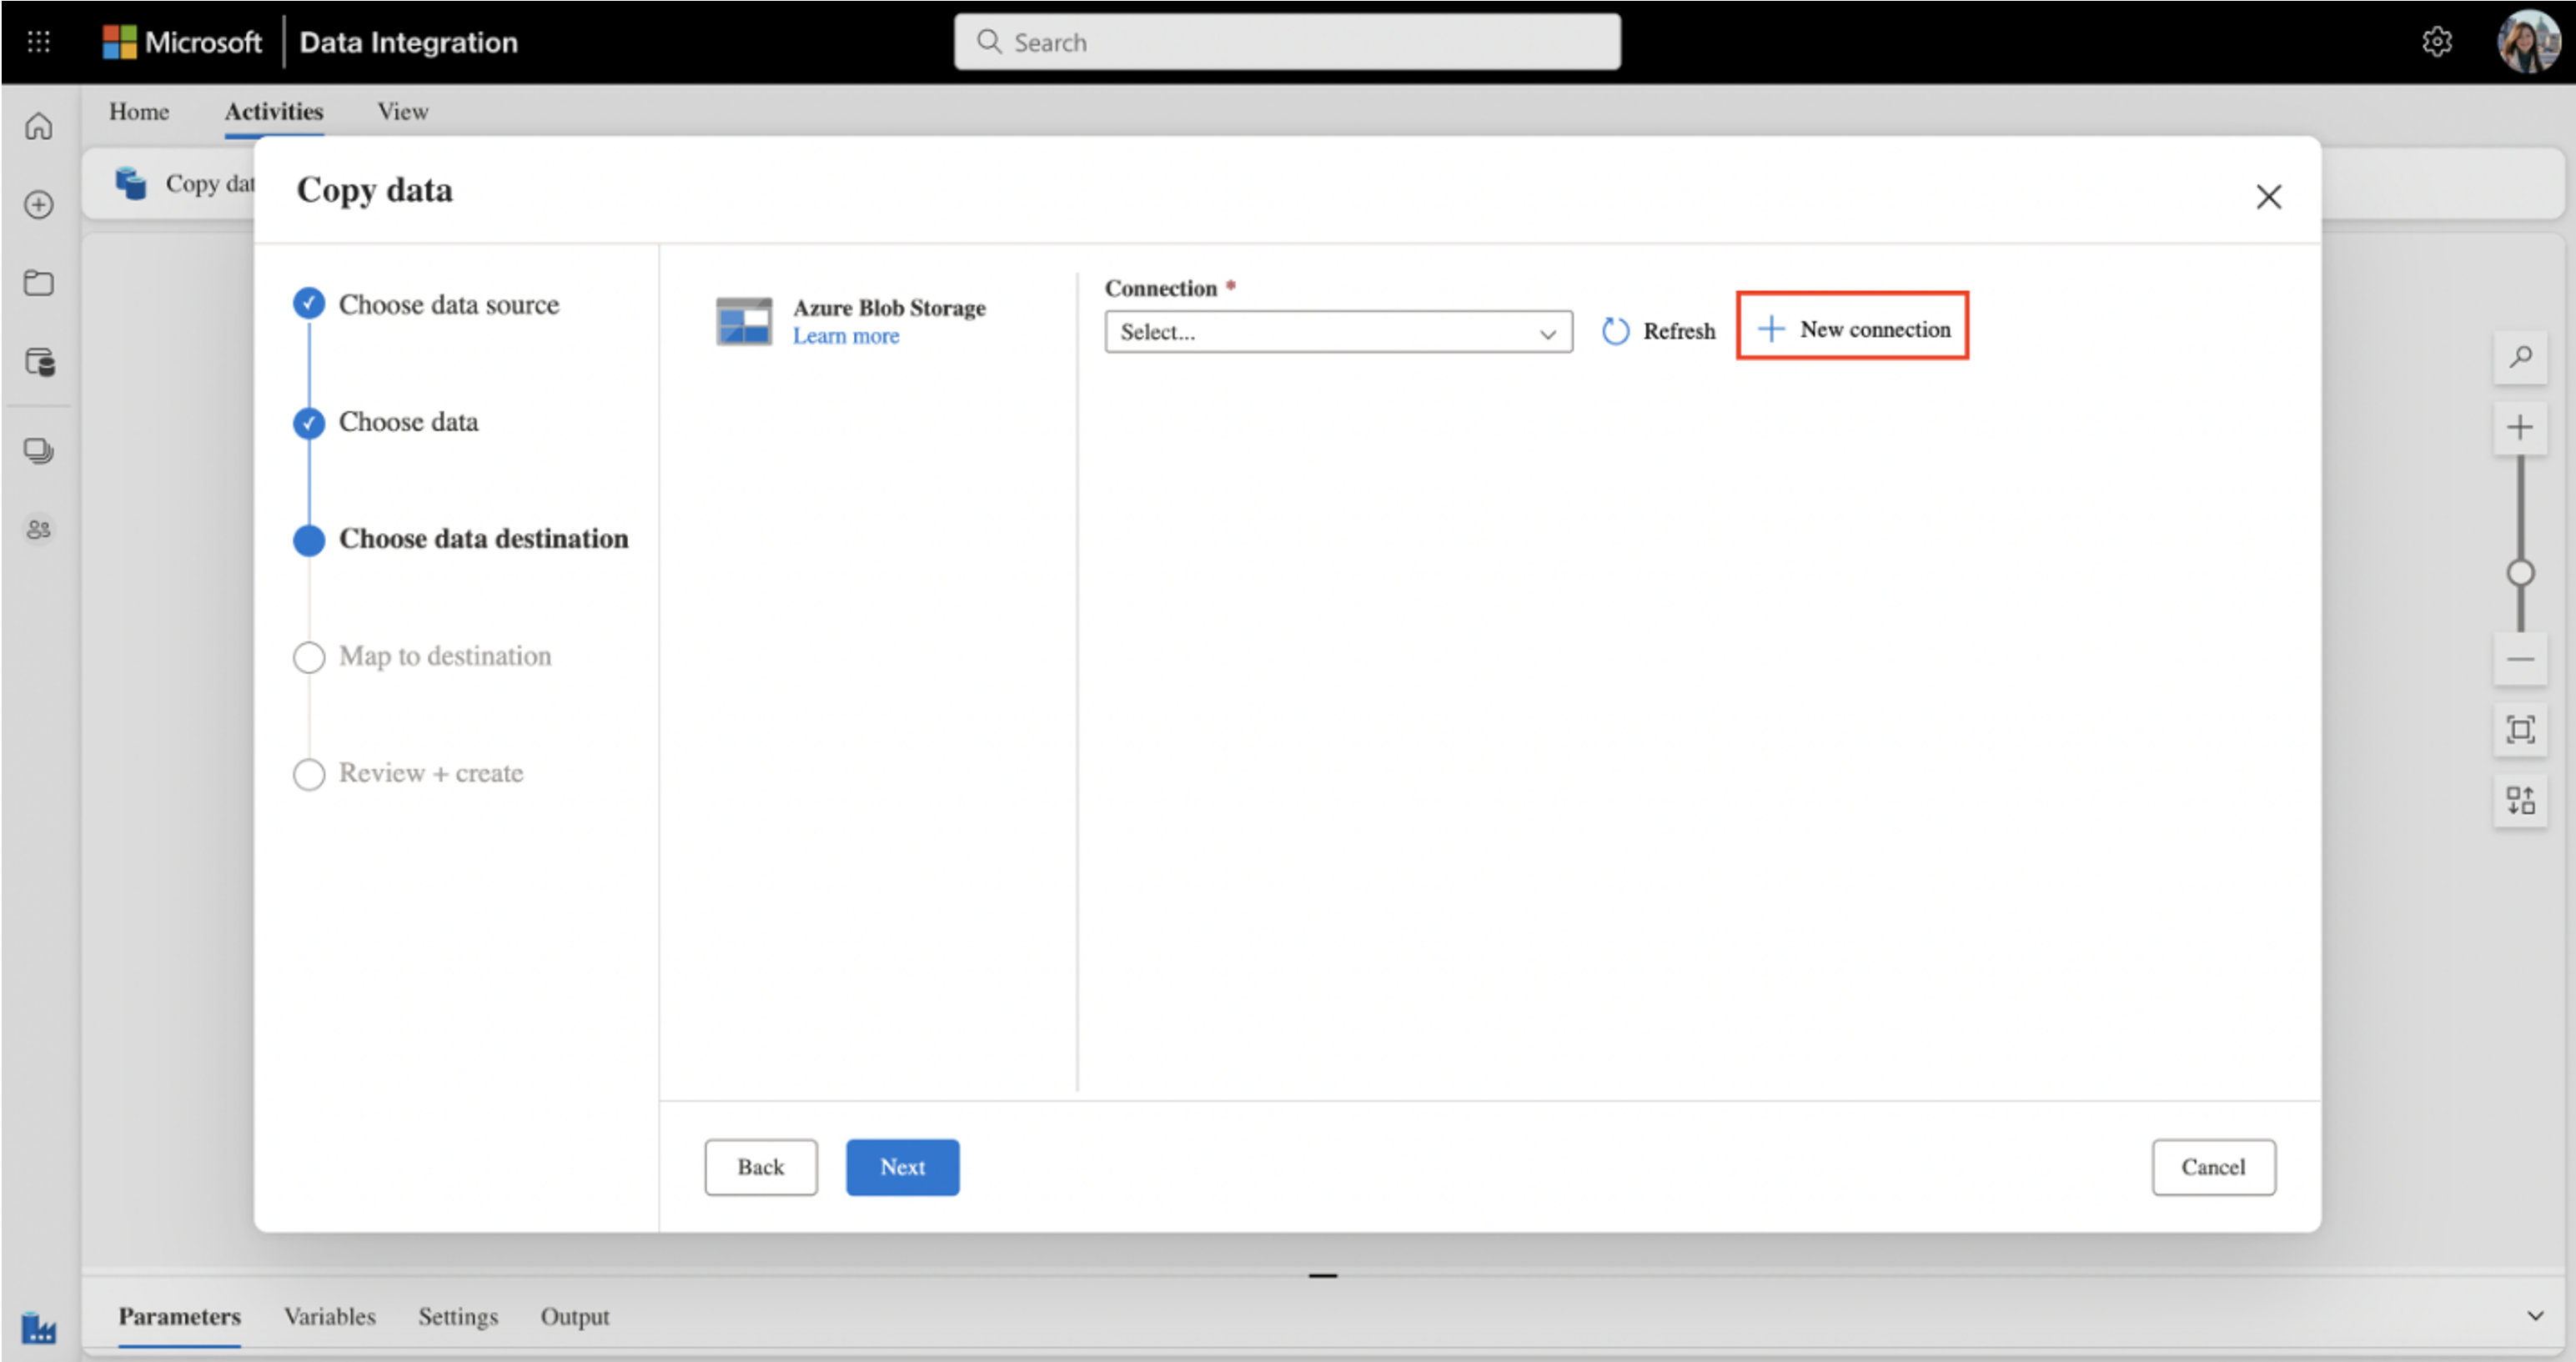 Microsoft
Data Integration
Search
Home
Activities
View
Copy dat
Copy data
Choose data source
Choose data
Choose data destination
Map to destination
Review + create
Azure Blob Storage
Learn more
Connection *
Select...
Refresh
New connection
Back
Next
Cancel
Parameters
Variables
Settings
Output